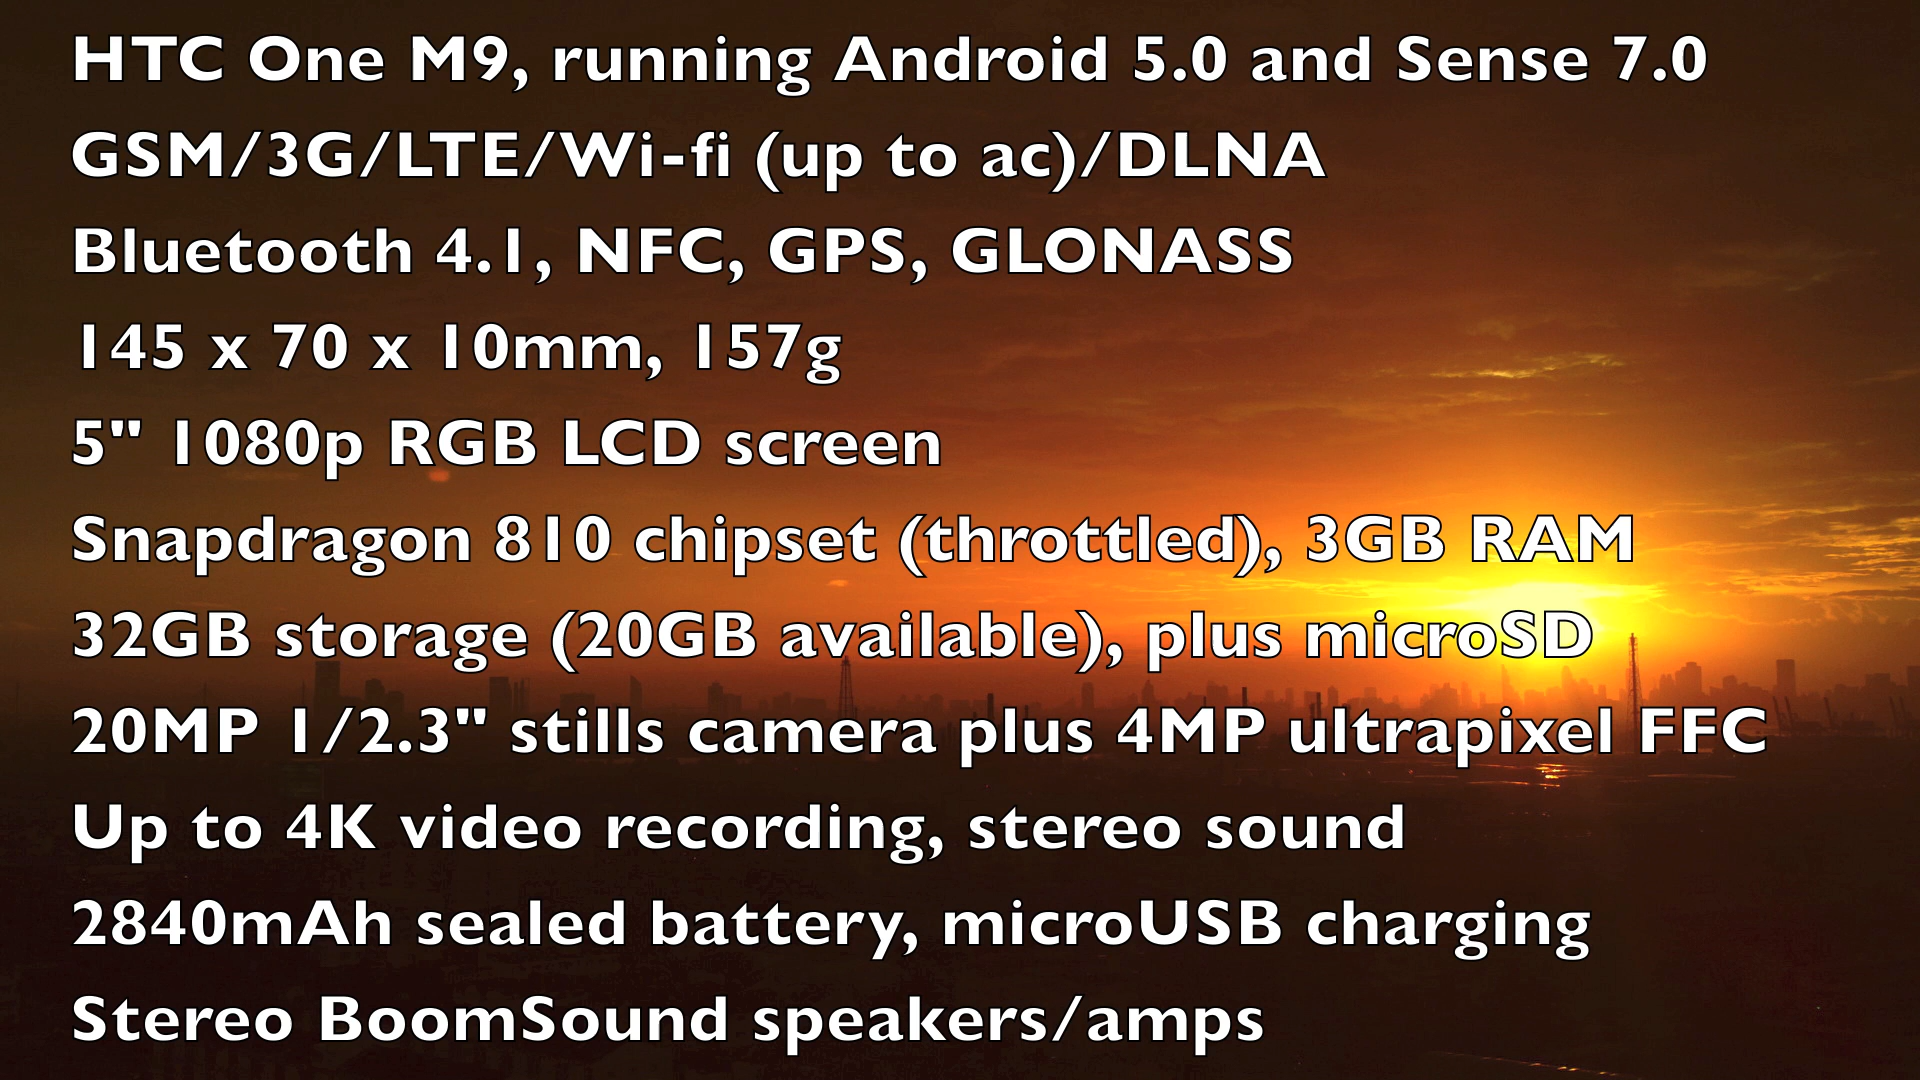 HTC One M9, running Android 5.0 and Sense 7.0
GSM/3G/LTE/Wi-fi (up to ac)/DLNA
Bluetooth 4.1, NFC, GPS, GLONASS
145 x 70 x 10mm, 157g
5" 1080p RGB LCD screen
Snapdragon 810 chipset (throttled), 3GB RAM
32GB storage (20GB available), plus microSD
20MP 1/2.3" stills camera plus 4MP ultrapixel FFC
Up to 4K video recording, stereo sound
2840mAh sealed battery, microUSB charging
Stereo BoomSound speakers/amps